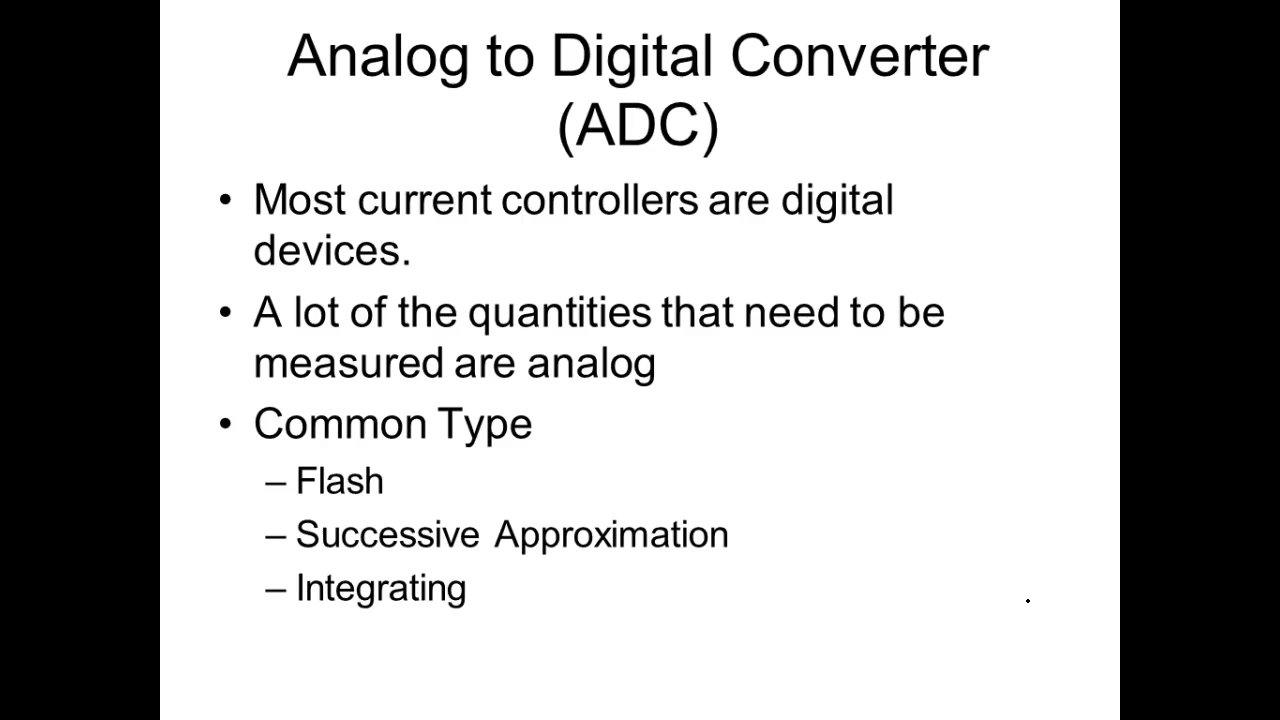 Analog to Digital Converter
(ADC)
• Most current controllers are digital
devices.
• A lot of the quantities that need to be
measured are analog
• Common Type
– Flash
– Successive Approximation
– Integrating